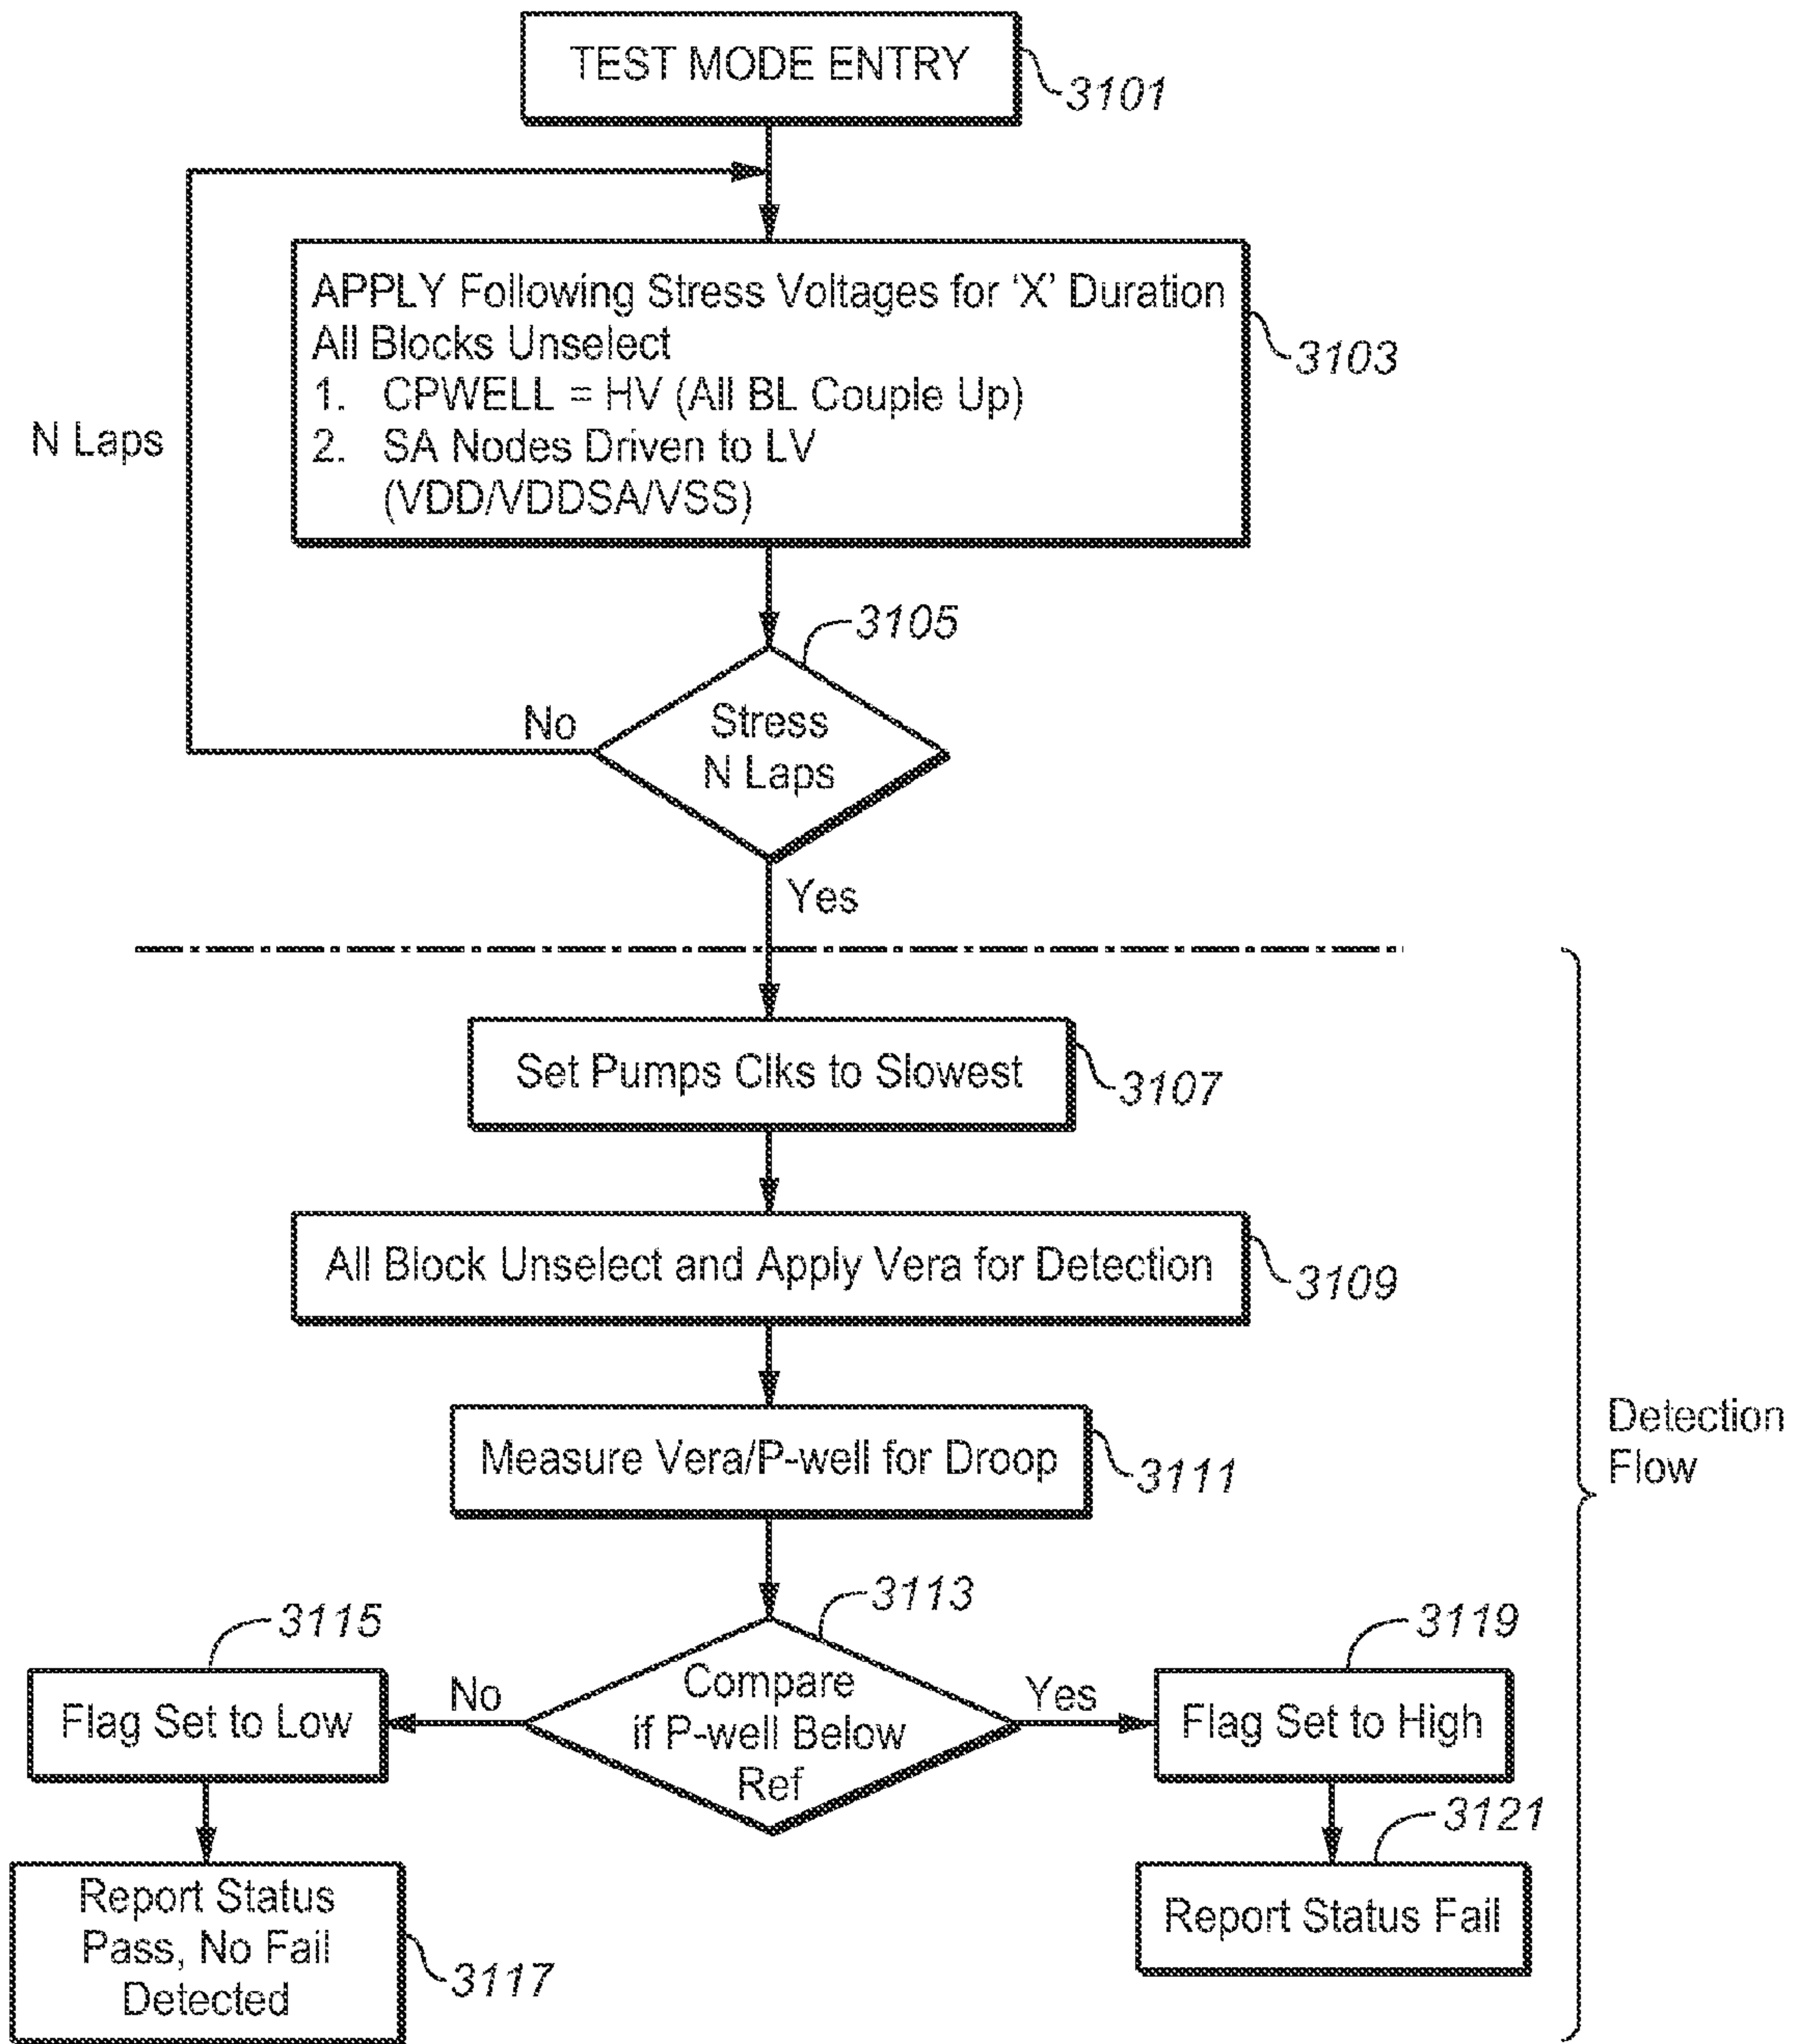 TEST MODE ENTRY
3101
APPLY Following Stress Voltages for ‘X’ Duration
All Blocks Unselect
1. CPWELL = HV (All BL Couple Up)
2. SA Nodes Driven to LV
(VDD/VDDSA/VSS)
3103
N Laps
3105
Stress
N Laps
No
Yes
Set Pumps Clks to Slowest
3107
All Block Unselect and Apply Vera for Detection
3109
Measure Vera/P-well for Droop
3111
Detection
Flow
3113
Compare
if P-well Below
Ref
No
Yes
3115
Flag Set to Low
3119
Flag Set to High
Report Status
Pass, No Fail
Detected
3117
3121
Report Status Fail